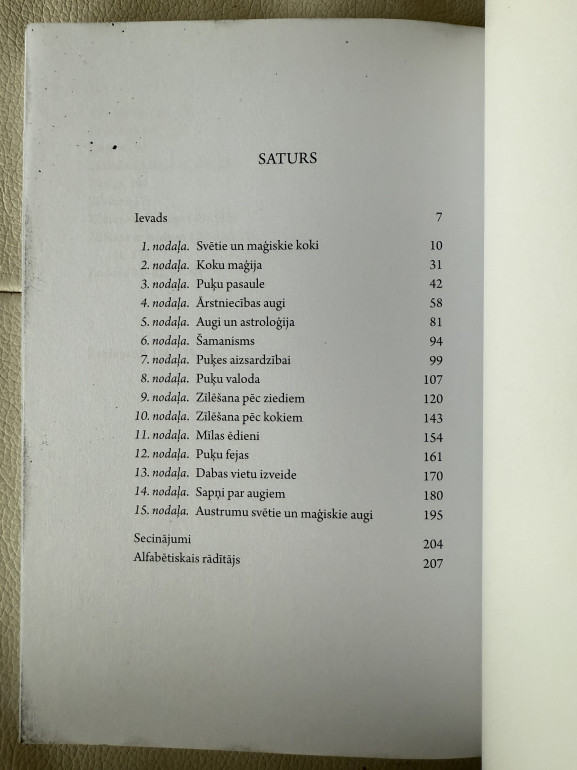 SATURS
Ievads 7
1. nodaļa. Svētie un maģiskie koki 10
2. nodaļa. Koku maģija 31
3. nodaļa. Puķu pasaule 42
4. nodaļa. Ārstniecības augi 58
5. nodaļa. Augi un astroloģija 81
6. nodaļa. Šamanisms 94
7. nodaļa. Puķes aizsardzībai 99
8. nodaļa. Puķu valoda 107
9. nodaļa. Zīlēšana pēc ziediem 120
10. nodaļa. Zīlēšana pēc kokiem 143
11. nodaļa. Mīlas ēdieni 154
12. nodaļa. Puķu fejas 161
13. nodaļa. Dabas vietu izveide 170
14. nodaļa. Sapņi par augiem 180
15. nodaļa. Austrumu svētie un maģiskie augi 195
Secinājumi 204
Alfabētiskais rādītājs 207